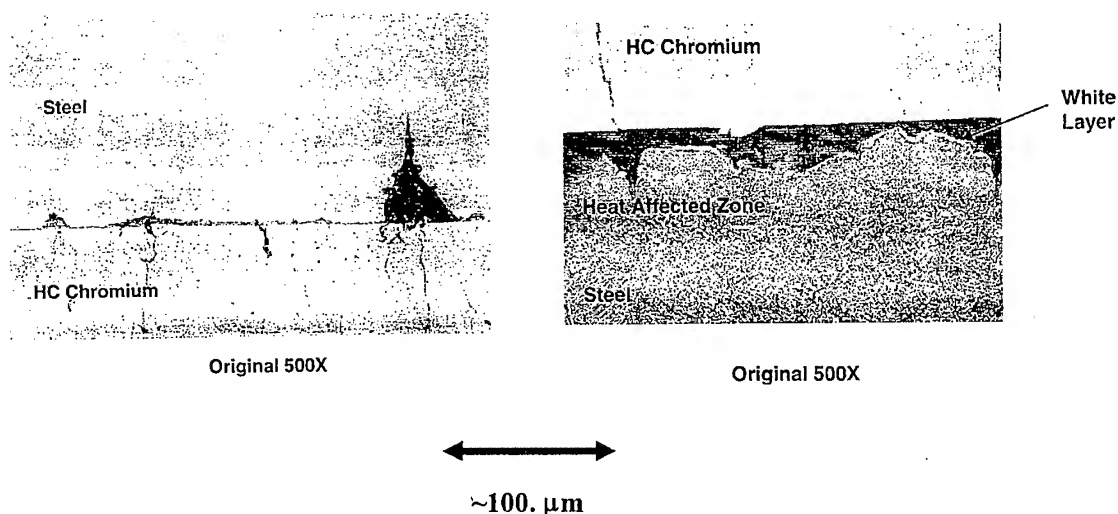 Steel
HC Chromium
Original 500X
HC Chromium
White
Layer
Heat Affected Zone
Steel
Original 500X
~100. µm